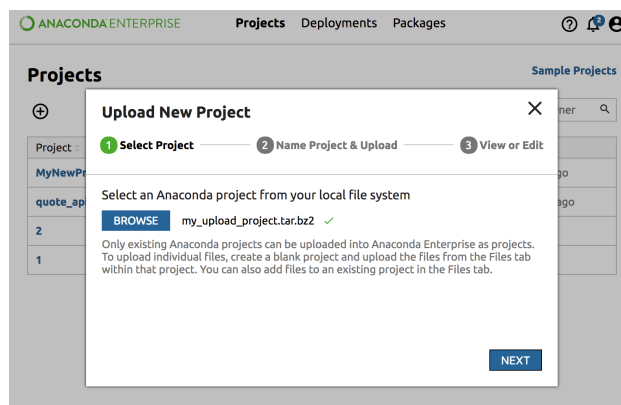 ANACONDA ENTERPRISE Projects Deployments Packages 2
Projects
Sample Projects
Upload New Project
1 Select Project 2 Name Project & Upload 3 View or Edit
Project
MyNewPr
quote_ap
2
1
Select an Anaconda project from your local file system
BROWSE my_upload_project.tar.bz2
Only existing Anaconda projects can be uploaded into Anaconda Enterprise as projects.
To upload individual files, create a blank project and upload the files from the Files tab
within that project. You can also add files to an existing project in the Files tab.
NEXT